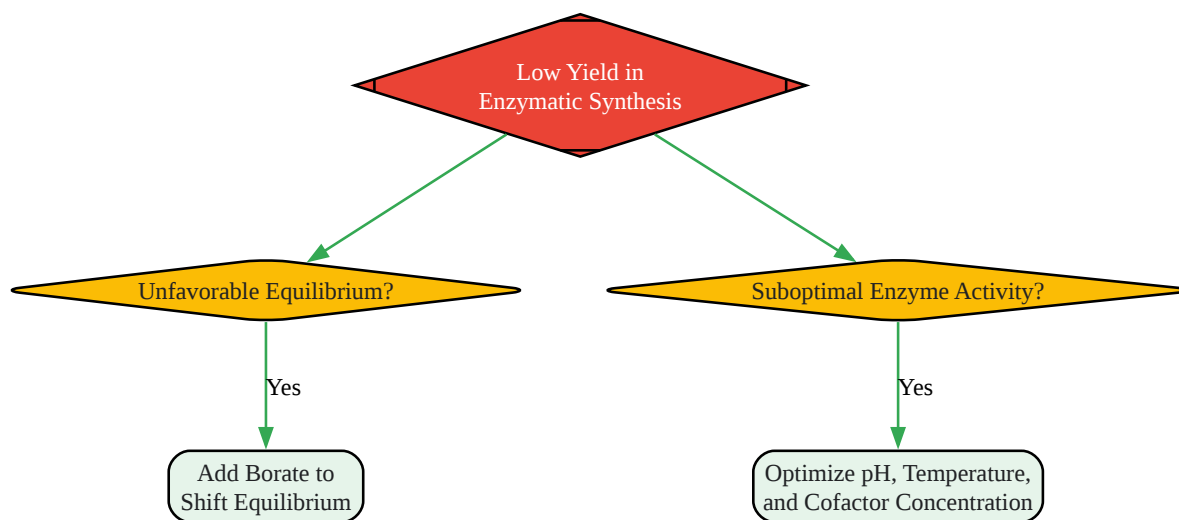 Low Yield in
Enzymatic Synthesis
Unfavorable Equilibrium?
Suboptimal Enzyme Activity?
Yes
Yes
Add Borate to
Shift Equilibrium
Optimize pH, Temperature,
and Cofactor Concentration